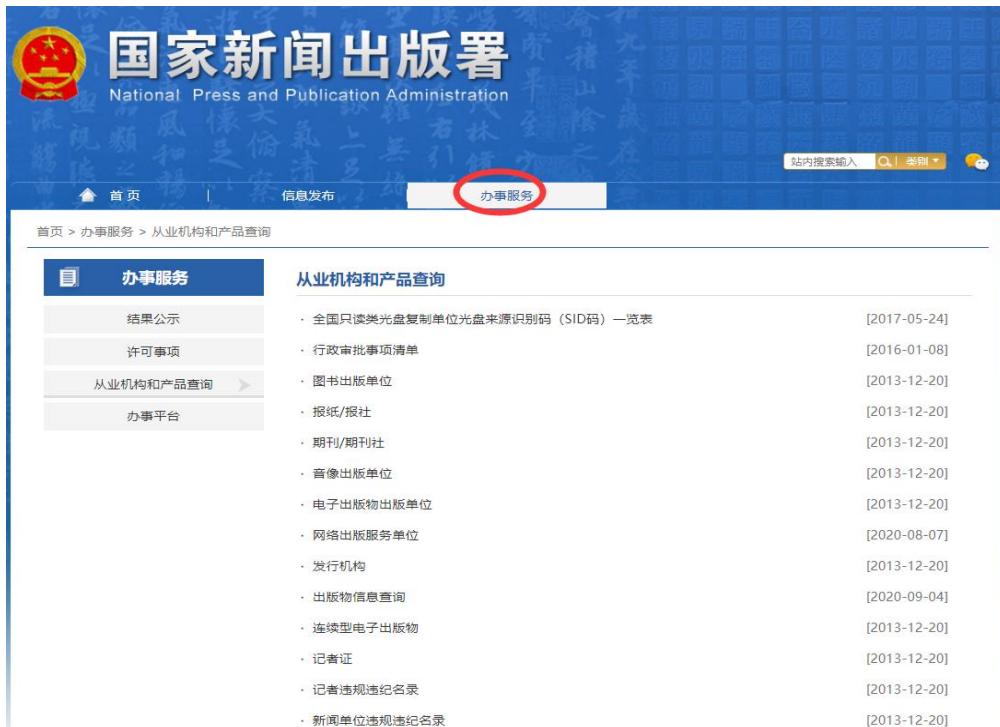 国家新闻出版署
National Press and Publication Administration
站内搜索输入 类别
首页 | 信息发布 办事服务
首页 > 办事服务 > 从业机构和产品查询
办事服务
结果公示
许可事项
从业机构和产品查询
办事平台
从业机构和产品查询
· 全国只读类光盘复制单位光盘来源识别码（SID码）一览表 [2017-05-24]
· 行政审批事项清单 [2016-01-08]
· 图书出版单位 [2013-12-20]
· 报纸/报社 [2013-12-20]
· 期刊/期刊社 [2013-12-20]
· 音像出版单位 [2013-12-20]
· 电子出版物出版单位 [2013-12-20]
· 网络出版服务单位 [2020-08-07]
· 发行机构 [2013-12-20]
· 出版物信息查询 [2020-09-04]
· 连续型电子出版物 [2013-12-20]
· 记者证 [2013-12-20]
· 记者违规违纪名录 [2013-12-20]
· 新闻单位违规违纪名录 [2013-12-20]